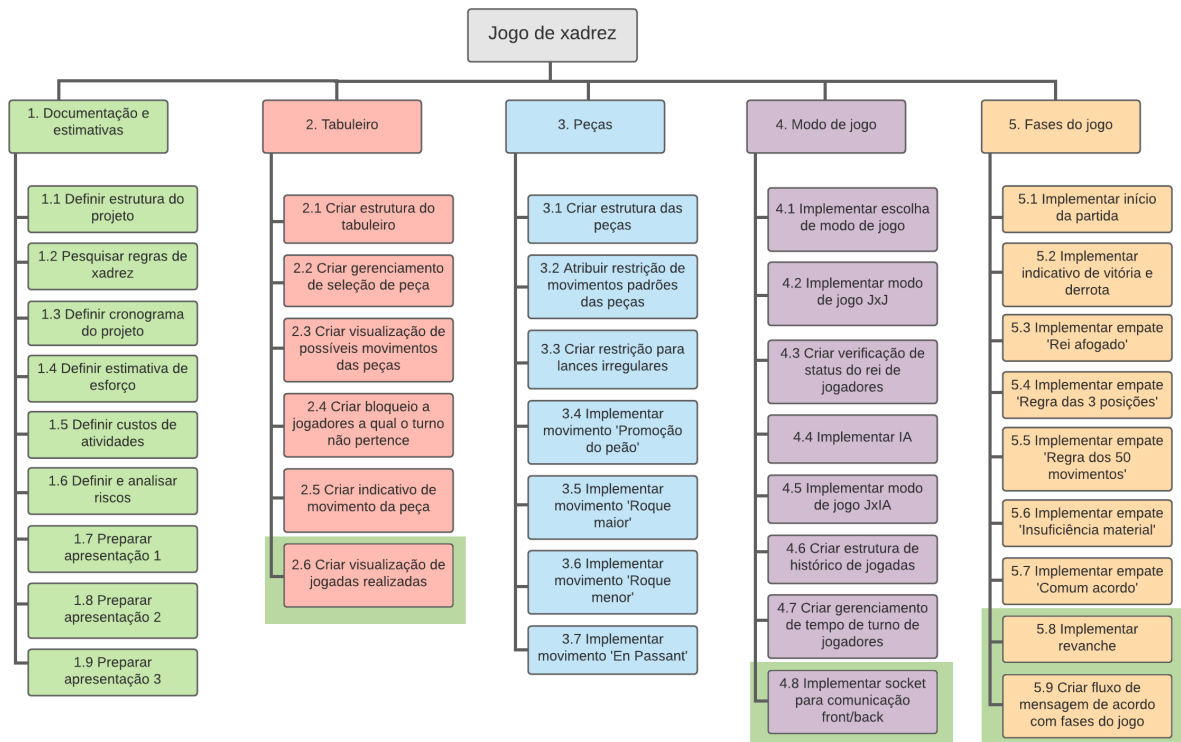 Jogo de xadrez
1. Documentação e
estimativas
1.1 Definir estrutura do
projeto
1.2 Pesquisar regras de
xadrez
1.3 Definir cronograma
do projeto
1.4 Definir estimativa de
esforço
1.5 Definir custos de
atividades
1.6 Definir e analisar
riscos
1.7 Preparar
apresentação 1
1.8 Preparar
apresentação 2
1.9 Preparar
apresentação 3
2. Tabuleiro
2.1 Criar estrutura do
tabuleiro
2.2 Criar gerenciamento
de seleção de peça
2.3 Criar visualização de
possíveis movimentos
das peças
2.4 Criar bloqueio a
jogadores a qual o turno
não pertence
2.5 Criar indicativo de
movimento da peça
2.6 Criar visualização de
jogadas realizadas
3. Peças
3.1 Criar estrutura das
peças
3.2 Atribuir restrição de
movimentos padrões
das peças
3.3 Criar restrição para
lances irregulares
3.4 Implementar
movimento 'Promoção
do peão'
3.5 Implementar
movimento 'Roque
maior'
3.6 Implementar
movimento 'Roque
menor'
3.7 Implementar
movimento 'En Passant'
4. Modo de jogo
4.1 Implementar escolha
de modo de jogo
4.2 Implementar modo
de jogo JxJ
4.3 Criar verificação de
status do rei de
jogadores
4.4 Implementar IA
4.5 Implementar modo
de jogo JxIA
4.6 Criar estrutura de
histórico de jogadas
4.7 Criar gerenciamento
de tempo de turno de
jogadores
4.8 Implementar socket
para comunicação
front/back
5. Fases do jogo
5.1 Implementar início
da partida
5.2 Implementar
indicativo de vitória e
derrota
5.3 Implementar empate
'Rei afogado'
5.4 Implementar empate
'Regra das 3 posições'
5.5 Implementar empate
'Regra dos 50
movimentos'
5.6 Implementar empate
'Insuficiência material'
5.7 Implementar empate
'Comum acordo'
5.8 Implementar
revanche
5.9 Criar fluxo de
mensagem de acordo
com fases do jogo